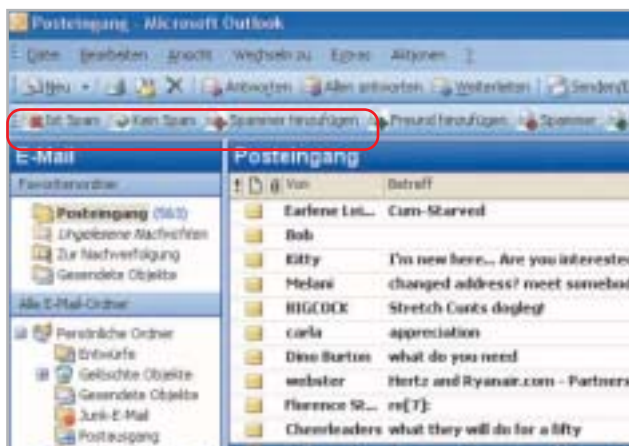 Posteingang - Microsoft Outlook
Datei Bearbeiten Ansicht Wechseln zu Extras Aktionen ?
Neu Antworten Allen antworten Weiterleiten Senden/E
Ist Spam Kein Spam Spammer hinzufügen Freund hinzufügen Spammer
E-Mail
Posteingang
Favoritenordner
! Von Betreff
Posteingang (563)
Ungelesene Nachrichten
Zur Nachverfolgung
Gesendete Objekte
Alle E-Mail-Ordner
Persönliche Ordner
Entwürfe
Gelöschte Objekte
Gesendete Objekte
Junk-E-Mail
Postausgang
Earlene Lei... Cum-Starved
Bob
Kitty I'm new here... Are you interested
Melani changed address? meet somebod
BIGCOCK Stretch Cunts dogleg!
carla appreciation
Dino Burton what do you need
webster Hertz and Ryanair.com - Partners
Florence St... re[7]:
Cheerleaders what they will do for a fifty